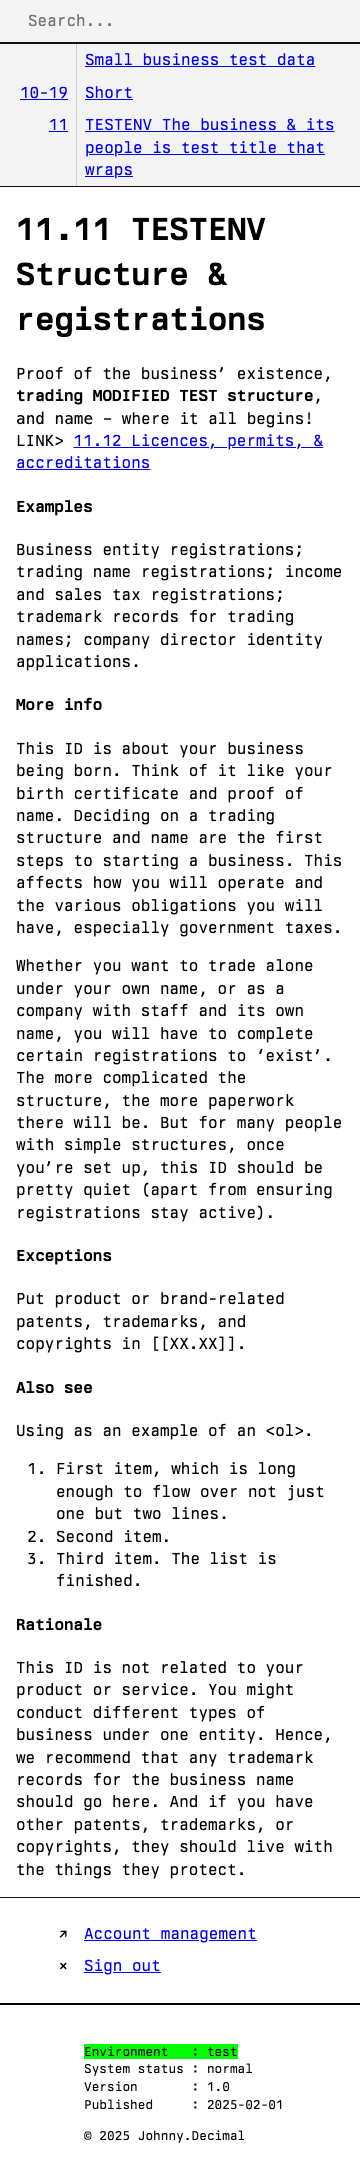 Search...
Small business test data
10-19 Short
11 TESTENV The business & its
people is test title that
wraps
11.11 TESTENV
Structure &
registrations
Proof of the business’ existence,
trading MODIFIED TEST structure,
and name – where it all begins!
LINK> 11.12 Licences, permits, &
accreditations
Examples
Business entity registrations;
trading name registrations; income
and sales tax registrations;
trademark records for trading
names; company director identity
applications.
More info
This ID is about your business
being born. Think of it like your
birth certificate and proof of
name. Deciding on a trading
structure and name are the first
steps to starting a business. This
affects how you will operate and
the various obligations you will
have, especially government taxes.
Whether you want to trade alone
under your own name, or as a
company with staff and its own
name, you will have to complete
certain registrations to ‘exist’.
The more complicated the
structure, the more paperwork
there will be. But for many people
with simple structures, once
you’re set up, this ID should be
pretty quiet (apart from ensuring
registrations stay active).
Exceptions
Put product or brand-related
patents, trademarks, and
copyrights in [[XX.XX]].
Also see
Using as an example of an <ol>.
1. First item, which is long
enough to flow over not just
one but two lines.
2. Second item.
3. Third item. The list is
finished.
Rationale
This ID is not related to your
product or service. You might
conduct different types of
business under one entity. Hence,
we recommend that any trademark
records for the business name
should go here. And if you have
other patents, trademarks, or
copyrights, they should live with
the things they protect.
↗ Account management
× Sign out
Environment : test
System status : normal
Version : 1.0
Published : 2025-02-01
© 2025 Johnny.Decimal